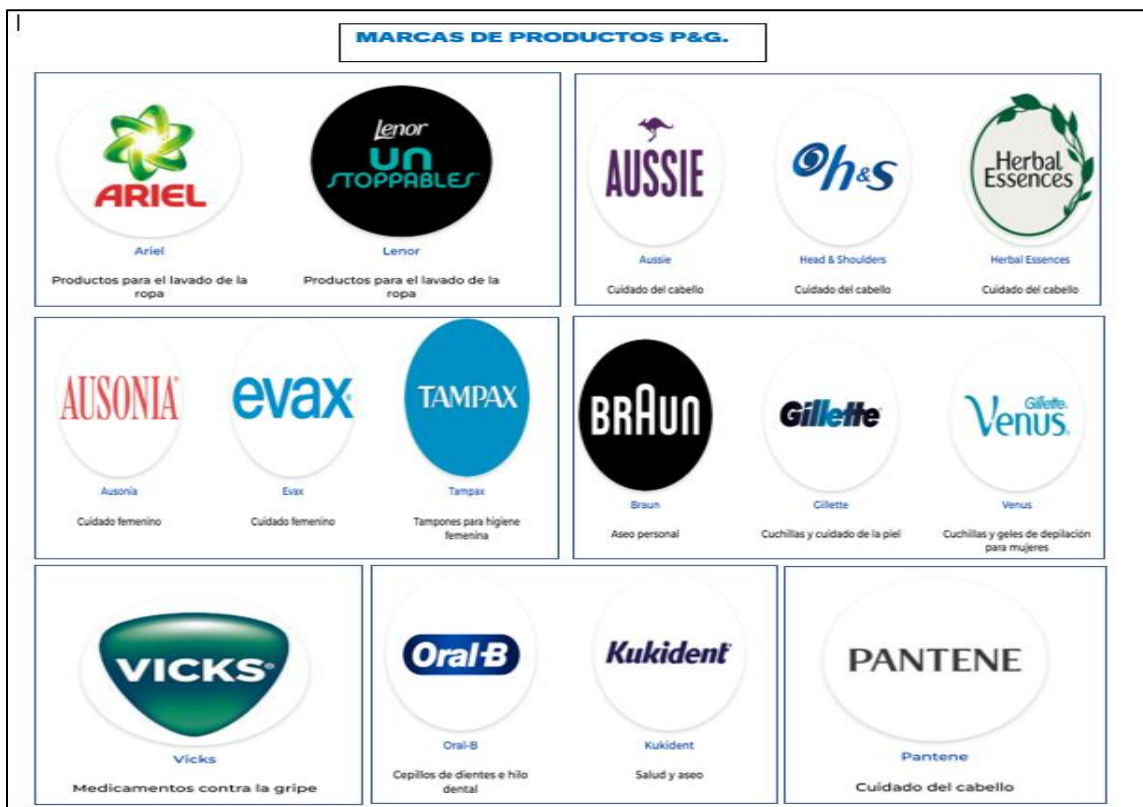 MARCAS DE PRODUCTOS P&G.
ARIEL
Ariel
Productos para el lavado de la
ropa
Lenor
UN
STOPPABLES
Lenor
Productos para el lavado de la
ropa
AUSSIE
Aussie
Cuidado del cabello
h&s
Head & Shoulders
Cuidado del cabello
Herbal
Essences
Herbal Essences
Cuidado del cabello
AUSONIA
Ausonia
Cuidado femenino
evax
Evax
Cuidado femenino
TAMPAX
Tampax
Tampones para higiene
femenina
BRAUN
Braun
Aseo personal
Gillette
Gillette
Cuchillas y cuidado de la piel
Gillette
Venus
Venus
Cuchillas y geles de depilación
para mujeres
VICKS
Vicks
Medicamentos contra la gripe
Oral-B
Oral-B
Cepillos de dientes e hilo
dental
Kukident
Kukident
Salud y aseo
PANTENE
Pantene
Cuidado del cabello